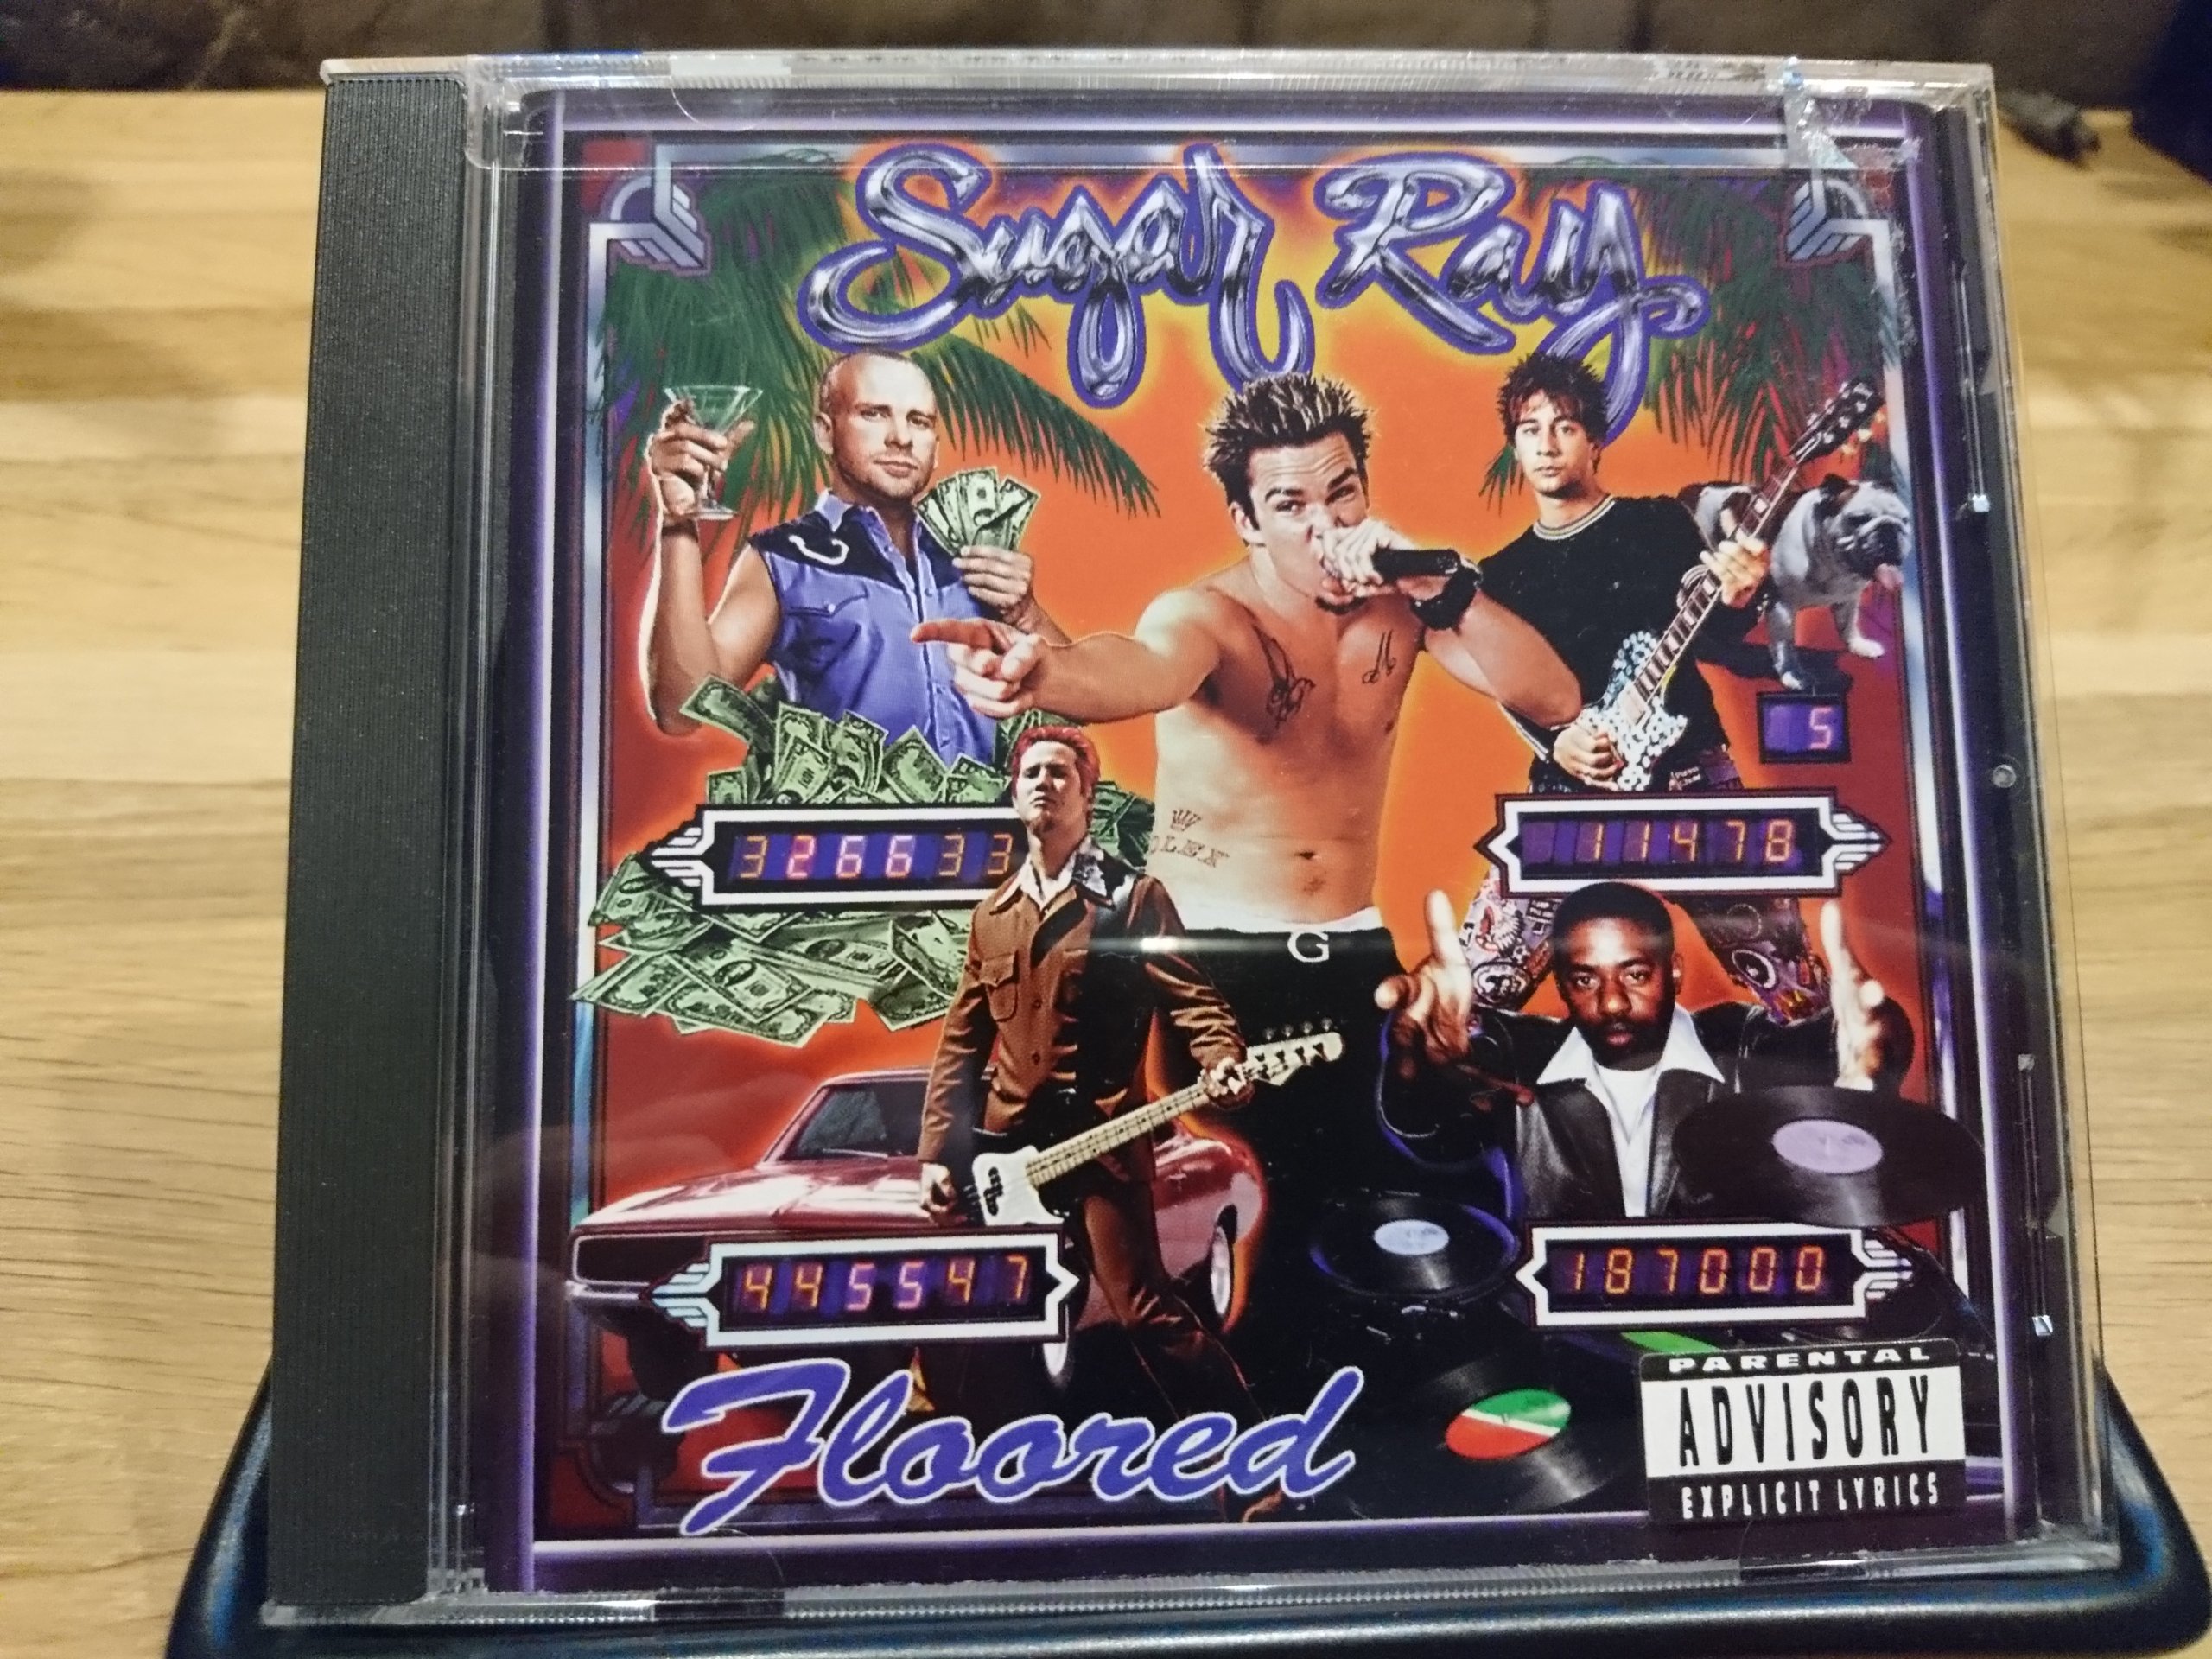 Sugar Ray
5
326633
11478
OLEX
G
445547
187000
Floored
PARENTAL
ADVISORY
EXPLICIT LYRICS